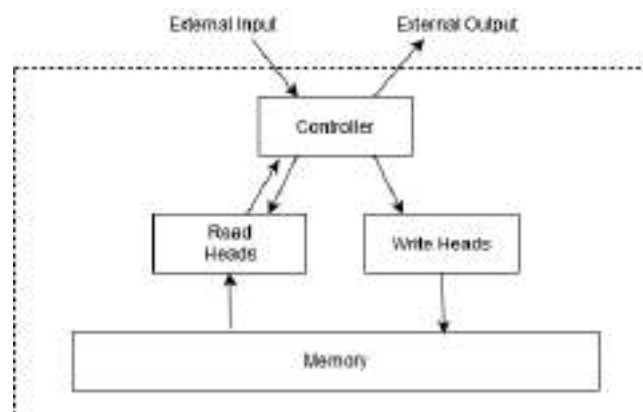 External Input
External Output
Controller
Read
Heads
Write Heads
Memory